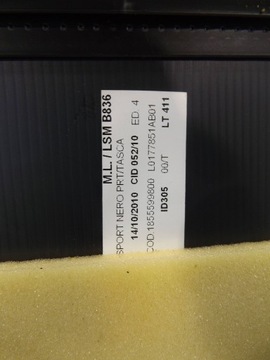 M.L. / LSM B836
SPORT NERO PRT/TASCA
14/10/2010 CID 052/10 ED 4
COD.1855599800 L0177851AB01
ID305 00/T LT 411